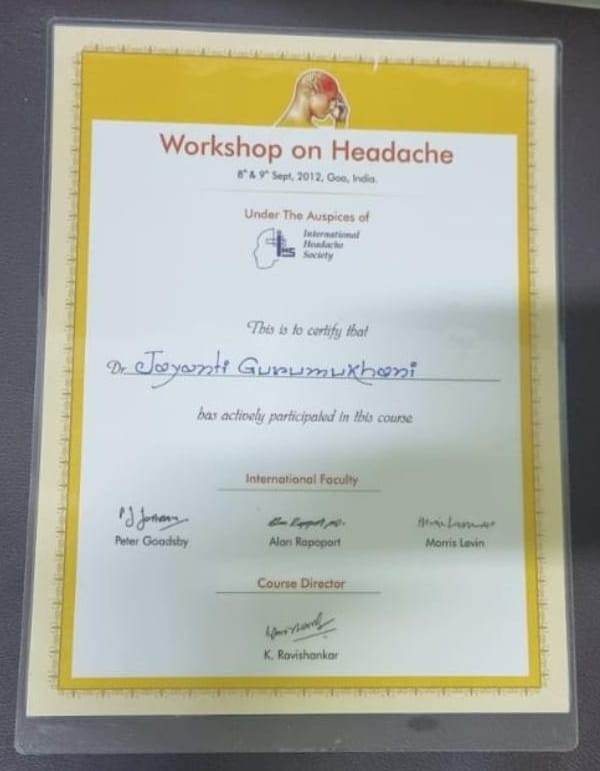 Workshop on Headache
8th & 9th Sept, 2012, Goa, India.
Under The Auspices of
IHS
International
Headache
Society
This is to certify that
Dr. Jayanti Gurumukhani
has actively participated in this course
International Faculty
Peter Goadsby
Alan Rapoport
Morris Levin
Course Director
K. Ravishankar